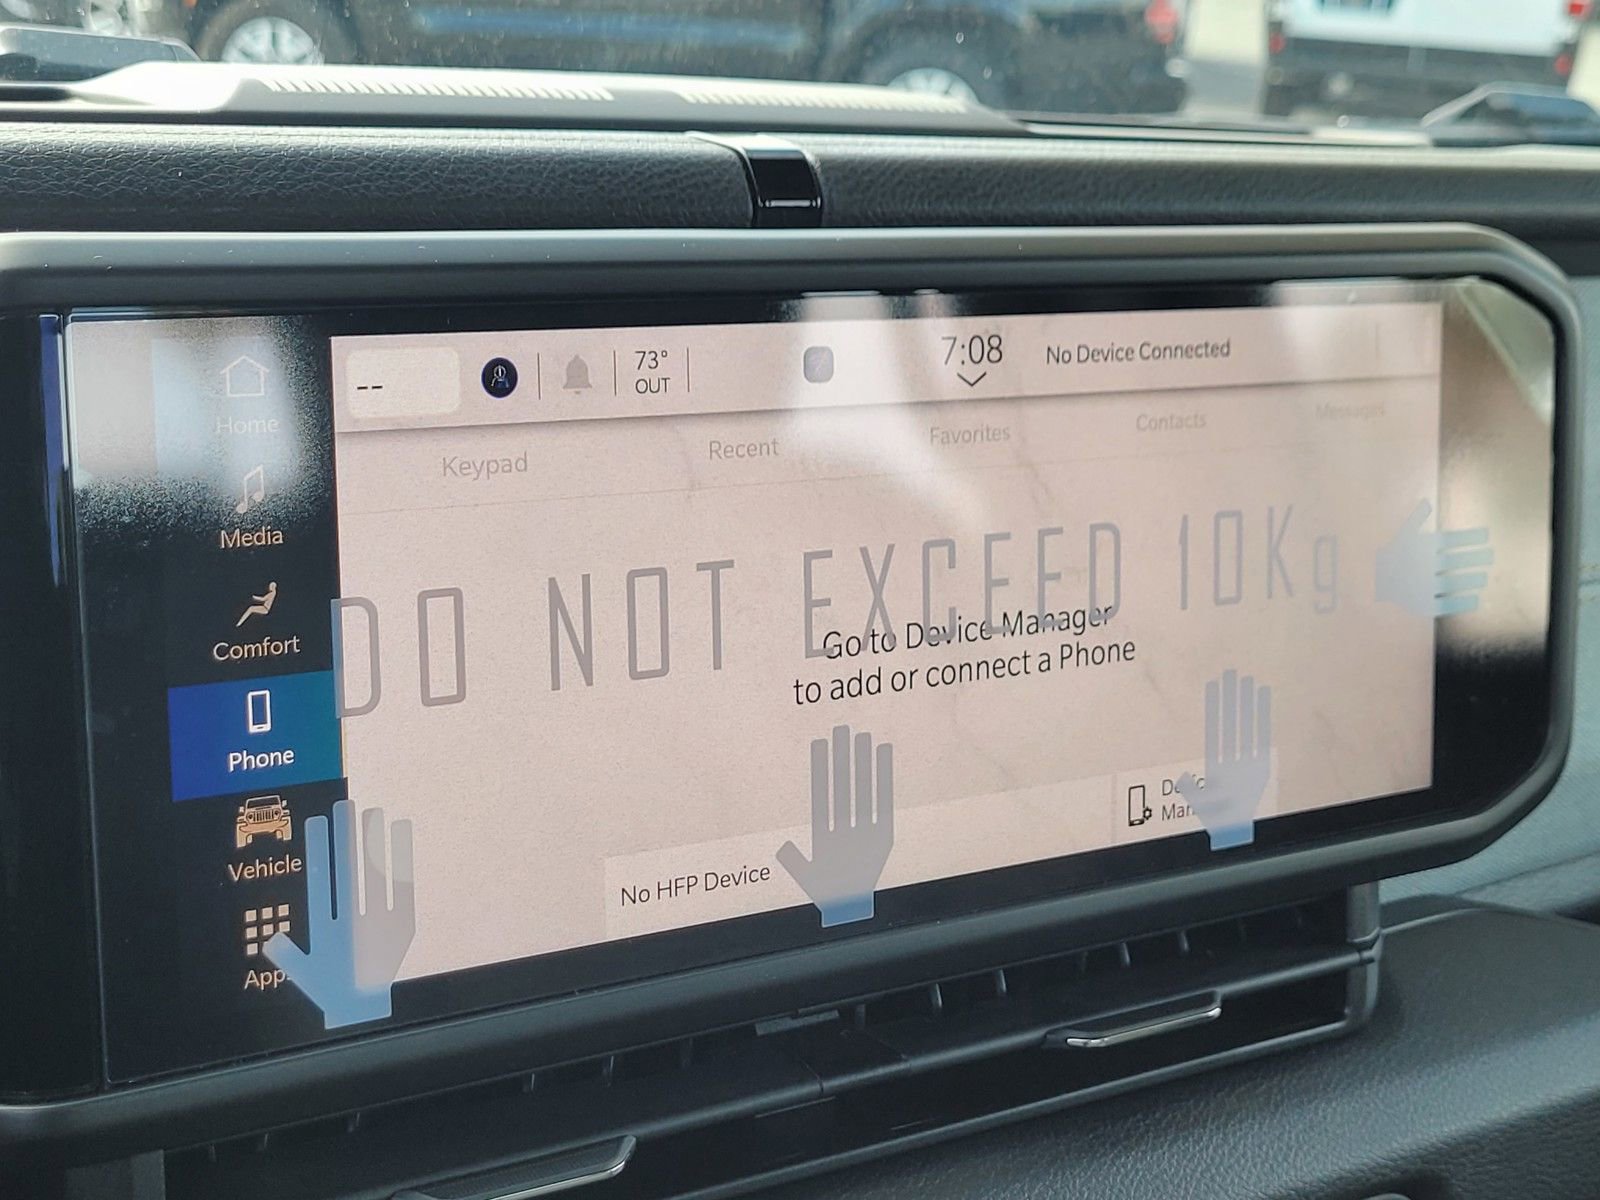 --
73°
OUT
7:08
No Device Connected
Home
Media
Comfort
Phone
Vehicle
App
Keypad
Recent
Favorites
Contacts
Messages
DO NOT EXCEED 10Kg
Go to Device Manager
to add or connect a Phone
No HFP Device